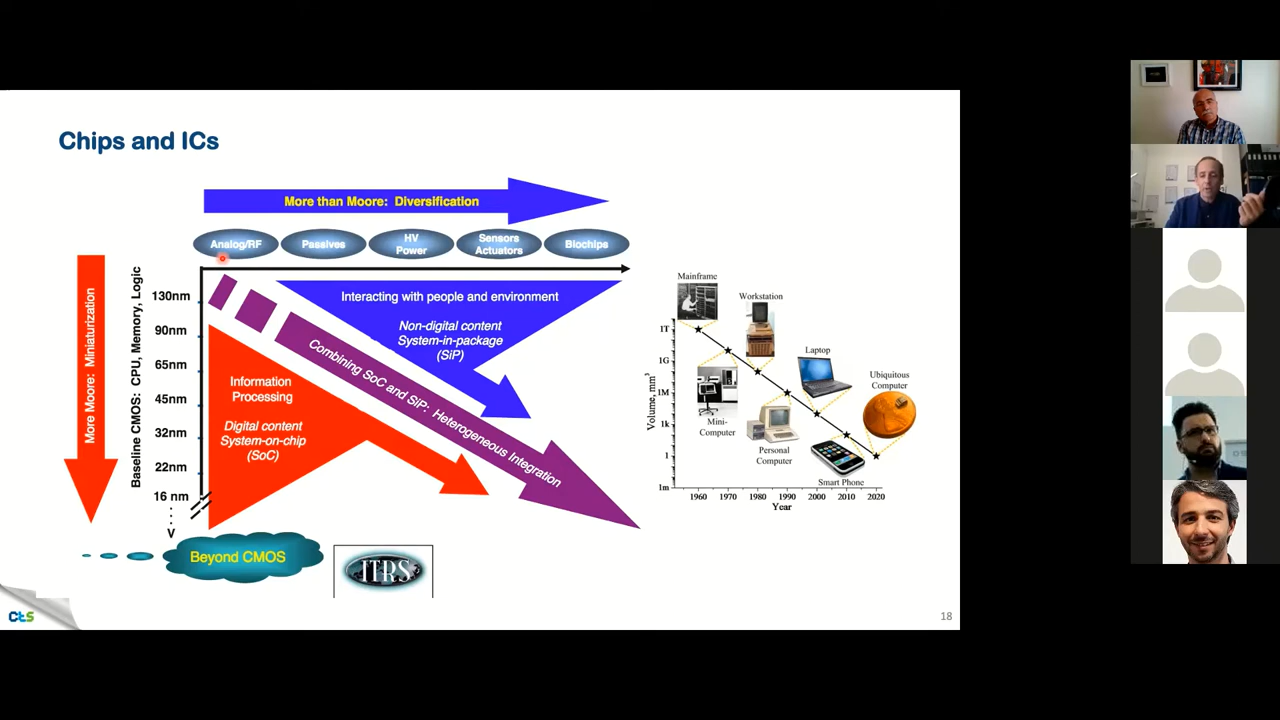 Chips and ICs
More than Moore: Diversification
Analog/RF
Passives
HV
Power
Sensors
Actuators
Biochips
More Moore: Miniaturization
Baseline CMOS: CPU, Memory, Logic
130nm
90nm
65nm
45nm
32nm
22nm
16 nm
V
Interacting with people and environment
Non-digital content
System-in-package
(SiP)
Combining SoC and SiP: Heterogeneous Integration
Information
Processing
Digital content
System-on-chip
(SoC)
Beyond CMOS
ITRS
Mainframe
Workstation
Laptop
Ubiquitous
Computer
Mini-
Computer
Personal
Computer
Smart Phone
Volume, mm³
1T
1G
1M
1k
1
1m
1960 1970 1980 1990 2000 2010 2020
Year
cts
18